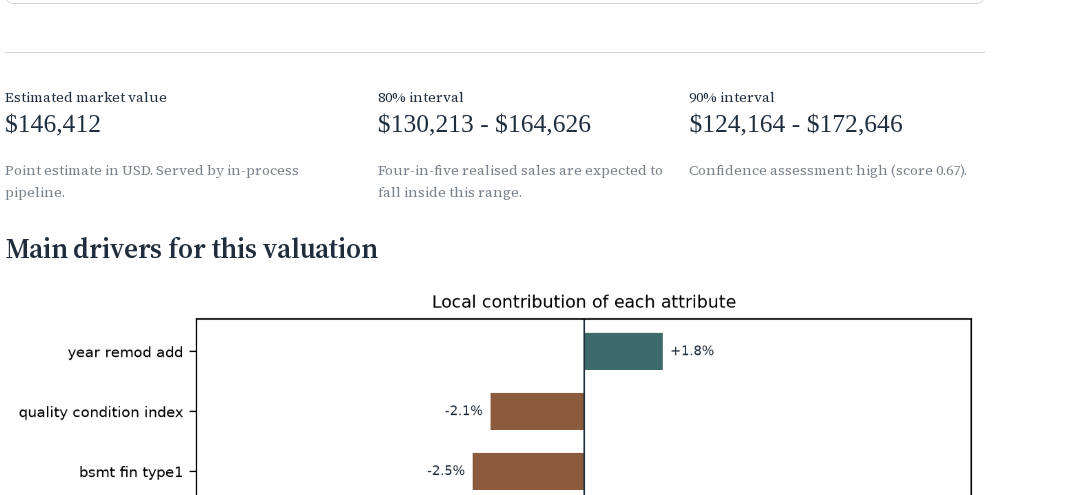 Estimated market value
$146,412
Point estimate in USD. Served by in-process
pipeline.
80% interval
$130,213 - $164,626
Four-in-five realised sales are expected to
fall inside this range.
90% interval
$124,164 - $172,646
Confidence assessment: high (score 0.67).
Main drivers for this valuation
Local contribution of each attribute
year remod add
+1.8%
quality condition index
-2.1%
bsmt fin type1
-2.5%